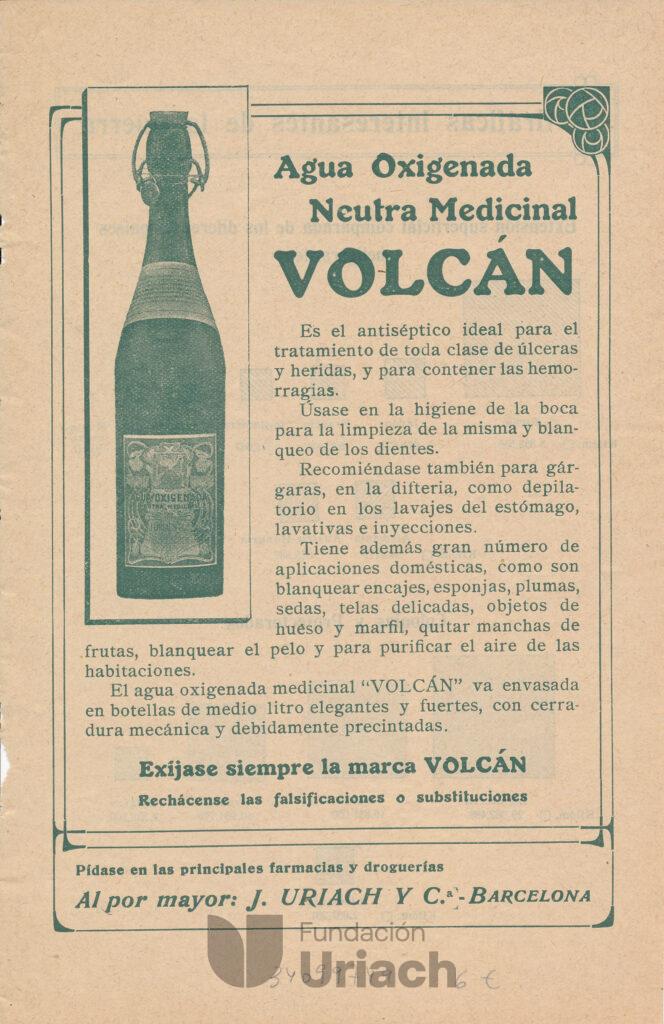 Agua Oxigenada
Neutra Medicinal
VOLCÁN
Es el antiséptico ideal para el
tratamiento de toda clase de úlceras
y heridas, y para contener las hemo-
rragias.
Úsase en la higiene de la boca
para la limpieza de la misma y blan-
queo de los dientes.
Recomiéndase también para gár-
garas, en la difteria, como depila-
torio en los lavajes del estómago,
lavativas e inyecciones.
Tiene además gran número de
aplicaciones domésticas, como son
blanquear encajes, esponjas, plumas,
sedas, telas delicadas, objetos de
hueso y marfil, quitar manchas de
frutas, blanquear el pelo y para purificar el aire de las
habitaciones.
El agua oxigenada medicinal "VOLCÁN" va envasada
en botellas de medio litro elegantes y fuertes, con cerra-
dura mecánica y debidamente precintadas.
Exíjase siempre la marca VOLCÁN
Rechácense las falsificaciones o substituciones
AGUA OXIGENADA
NEUTRA MEDICINAL
Pídase en las principales farmacias y droguerías
Al por mayor: J. URIACH Y C.ª - BARCELONA
Fundación
Uriach
6 €